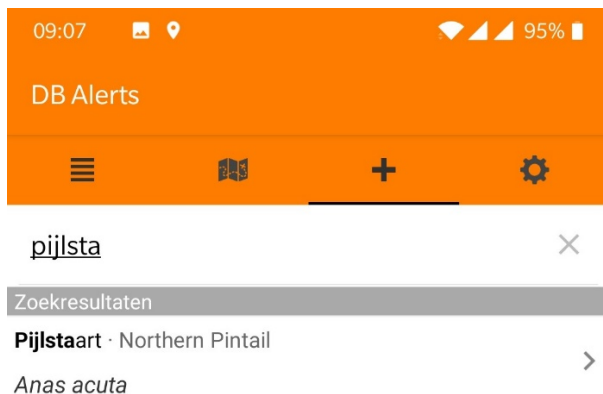 09:07 95%
DB Alerts
pijlsta
Zoekresultaten
Pijlstaart · Northern Pintail
Anas acuta